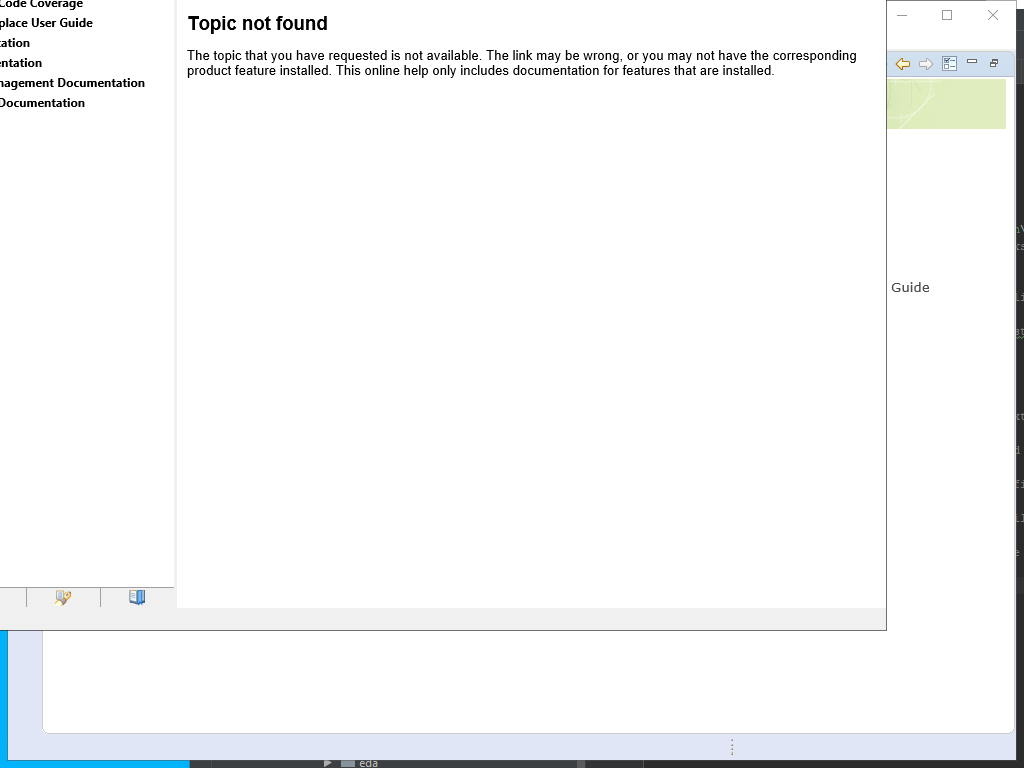 Code Coverage
place User Guide
tation
entation
nagement Documentation
Documentation
Topic not found
The topic that you have requested is not available. The link may be wrong, or you may not have the corresponding
product feature installed. This online help only includes documentation for features that are installed.
Guide
eda